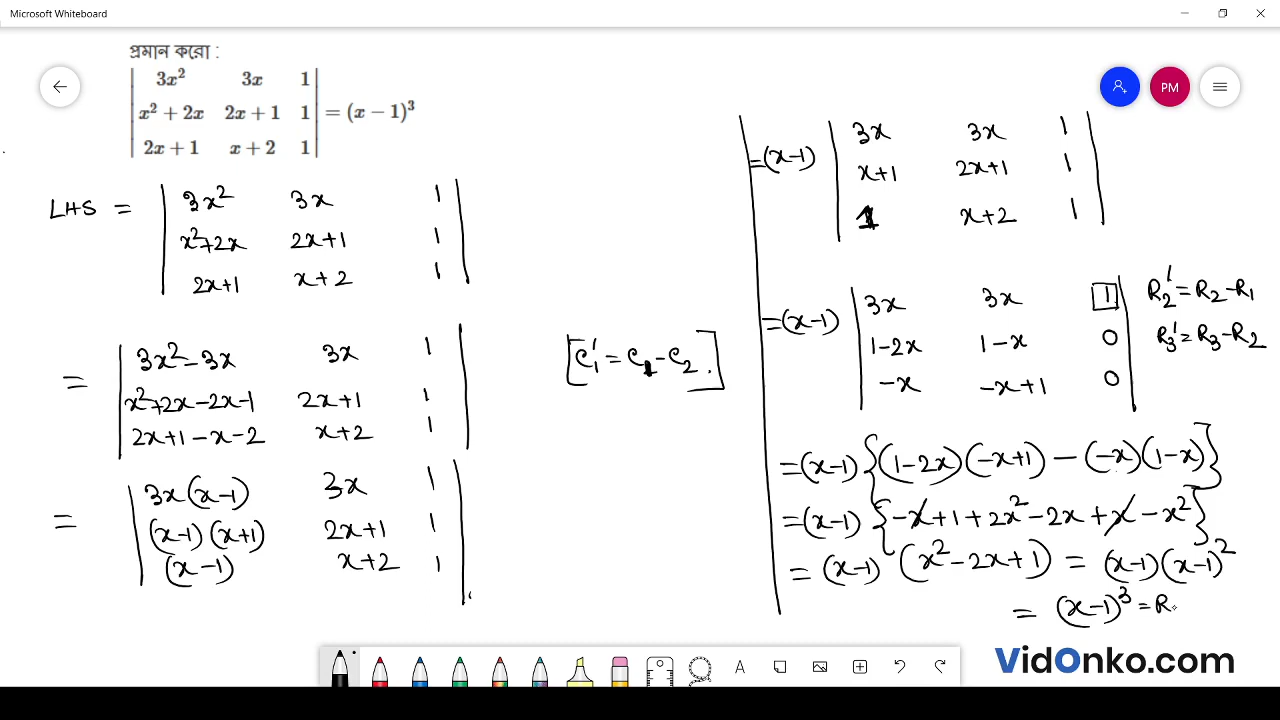 Microsoft Whiteboard
প্রমান করো :
3x² 3x 1
x² + 2x 2x + 1 1 = (x − 1)³
2x + 1 x + 2 1
PM
LHS = | 3x² 3x 1 |
x²+2x 2x+1 1
2x+1 x+2 1
= | 3x²-3x 3x 1 |
x²+2x-2x-1 2x+1 1
2x+1-x-2 x+2 1
[C₁' = C₁-C₂.]
= | 3x(x-1) 3x 1 |
(x-1)(x+1) 2x+1 1
(x-1) x+2 1
=(x-1) | 3x 3x 1 |
x+1 2x+1 1
1 x+2 1
=(x-1) | 3x 3x 1 | R₂' = R₂-R₁
1-2x 1-x 0 R₃' = R₃-R₂
-x -x+1 0
=(x-1) {(1-2x)(-x+1) - (-x)(1-x)}
=(x-1) {-x+1+2x²-2x+x-x²}
= (x-1) (x²-2x+1) = (x-1)(x-1)²
= (x-1)³ = R
A
VidOnko.com